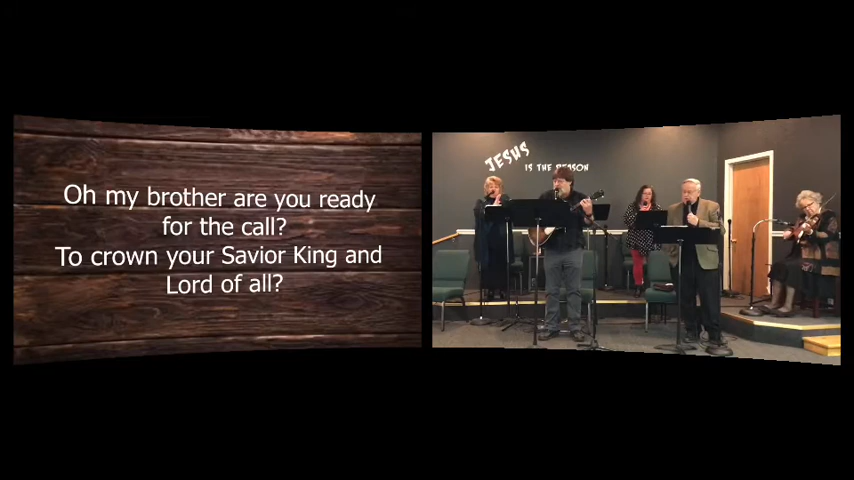 Oh my brother are you ready
for the call?
To crown your Savior King and
Lord of all?
JESUS
IS THE REASON